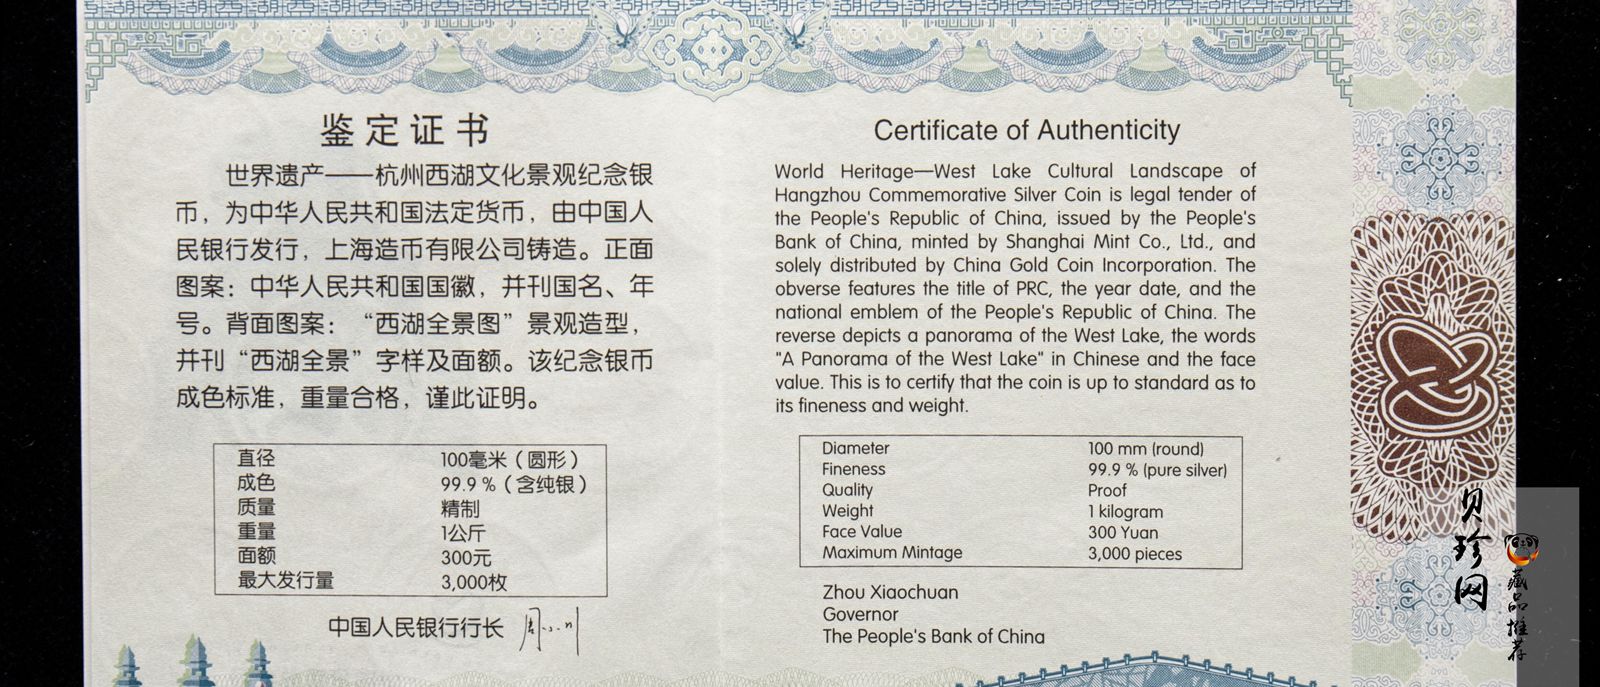 鉴定证书
世界遗产——杭州西湖文化景观纪念银
币，为中华人民共和国法定货币，由中国人
民银行发行，上海造币有限公司铸造。正面
图案：中华人民共和国国徽，并刊国名、年
号。背面图案：“西湖全景图”景观造型，
并刊“西湖全景”字样及面额。该纪念银币
成色标准，重量合格，谨此证明。
直径 100毫米（圆形）
成色 99.9％（含纯银）
质量 精制
重量 1公斤
面额 300元
最大发行量 3,000枚
中国人民银行行长 周小川
Certificate of Authenticity
World Heritage—West Lake Cultural Landscape of
Hangzhou Commemorative Silver Coin is legal tender of
the People's Republic of China, issued by the People's
Bank of China, minted by Shanghai Mint Co., Ltd., and
solely distributed by China Gold Coin Incorporation. The
obverse features the title of PRC, the year date, and the
national emblem of the People's Republic of China. The
reverse depicts a panorama of the West Lake, the words
"A Panorama of the West Lake" in Chinese and the face
value. This is to certify that the coin is up to standard as to
its fineness and weight.
Diameter 100 mm (round)
Fineness 99.9 % (pure silver)
Quality Proof
Weight 1 kilogram
Face Value 300 Yuan
Maximum Mintage 3,000 pieces
Zhou Xiaochuan
Governor
The People's Bank of China
贝珍网
藏品推荐